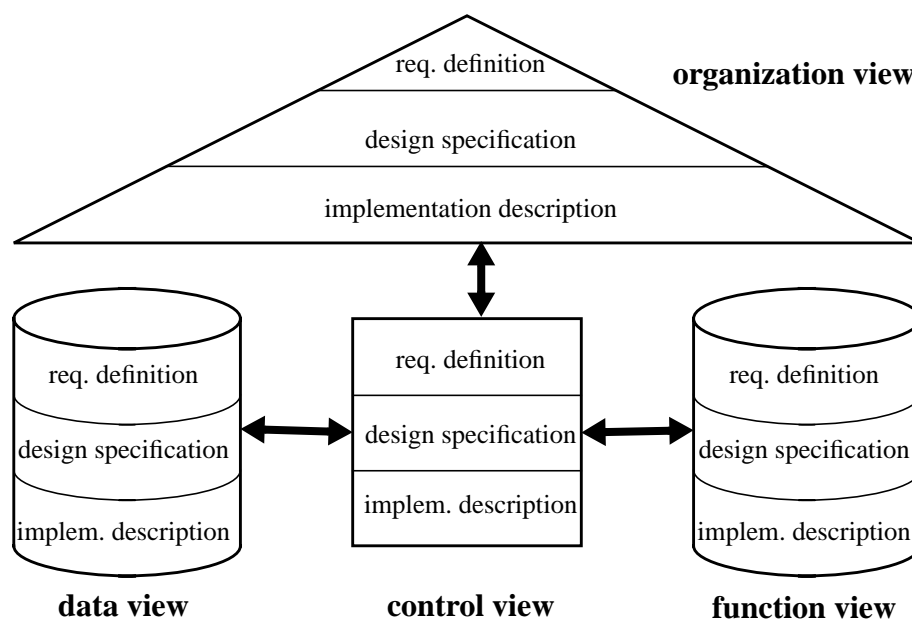 req. definition
organization view
design specification
implementation description
req. definition
req. definition
req. definition
design specification
design specification
design specification
implem. description
implem. description
implem. description
data view
control view
function view